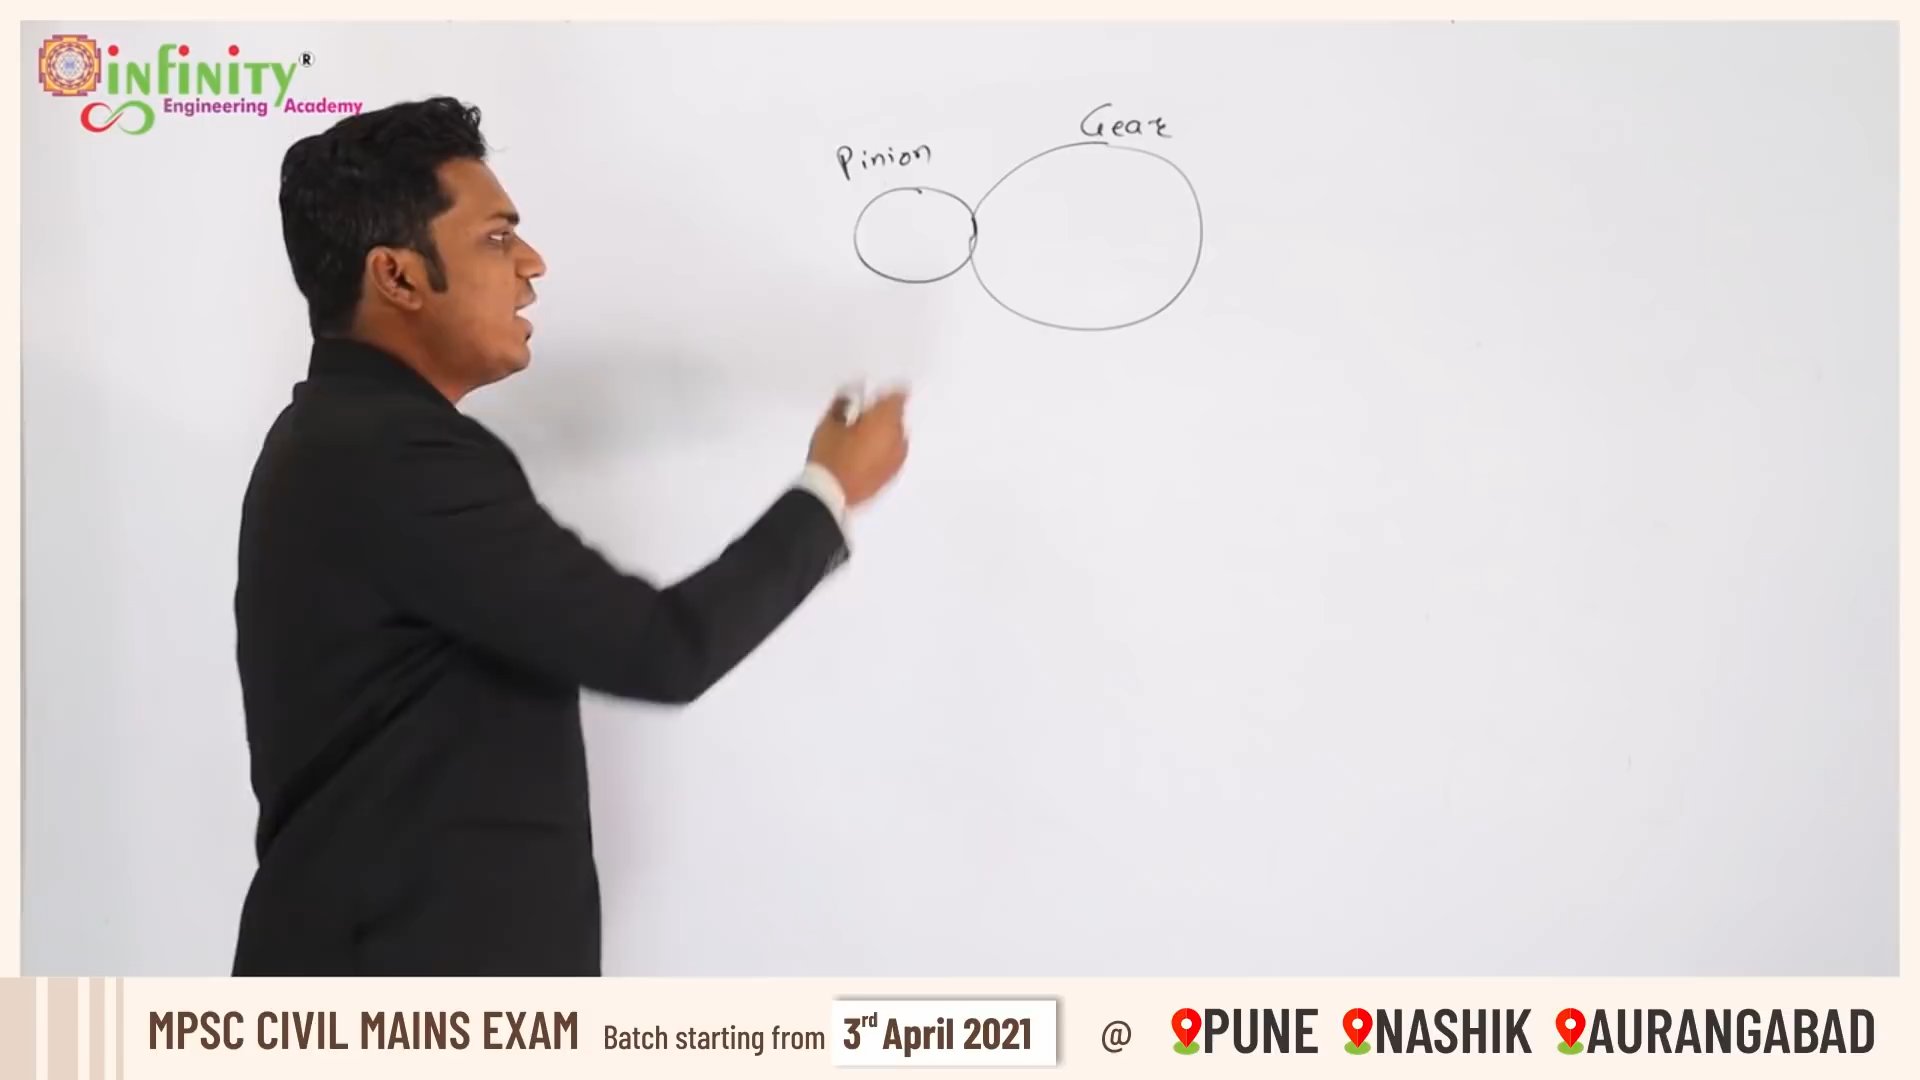 infinity®
Engineering Academy
Gear
Pinion
MPSC CIVIL MAINS EXAM Batch starting from 3rd April 2021 @ PUNE NASHIK AURANGABAD